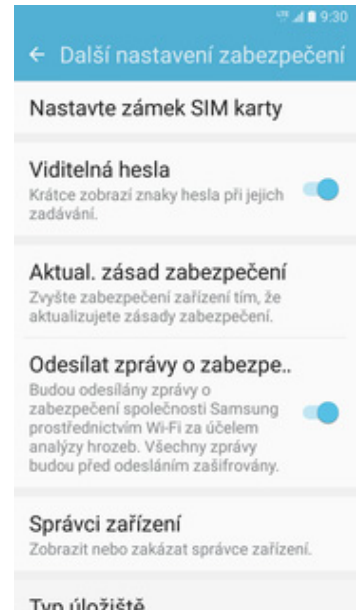 9:30
Další nastavení zabezpečení
Nastavte zámek SIM karty
Viditelná hesla
Krátce zobrazí znaky hesla při jejich
zadávání.
Aktual. zásad zabezpečení
Zvyšte zabezpečení zařízení tím, že
aktualizujete zásady zabezpečení.
Odesílat zprávy o zabezpe..
Budou odesílány zprávy o
zabezpečení společnosti Samsung
prostřednictvím Wi-Fi za účelem
analýzy hrozeb. Všechny zprávy
budou před odesláním zašifrovány.
Správci zařízení
Zobrazit nebo zakázat správce zařízení.
Typ úložiště